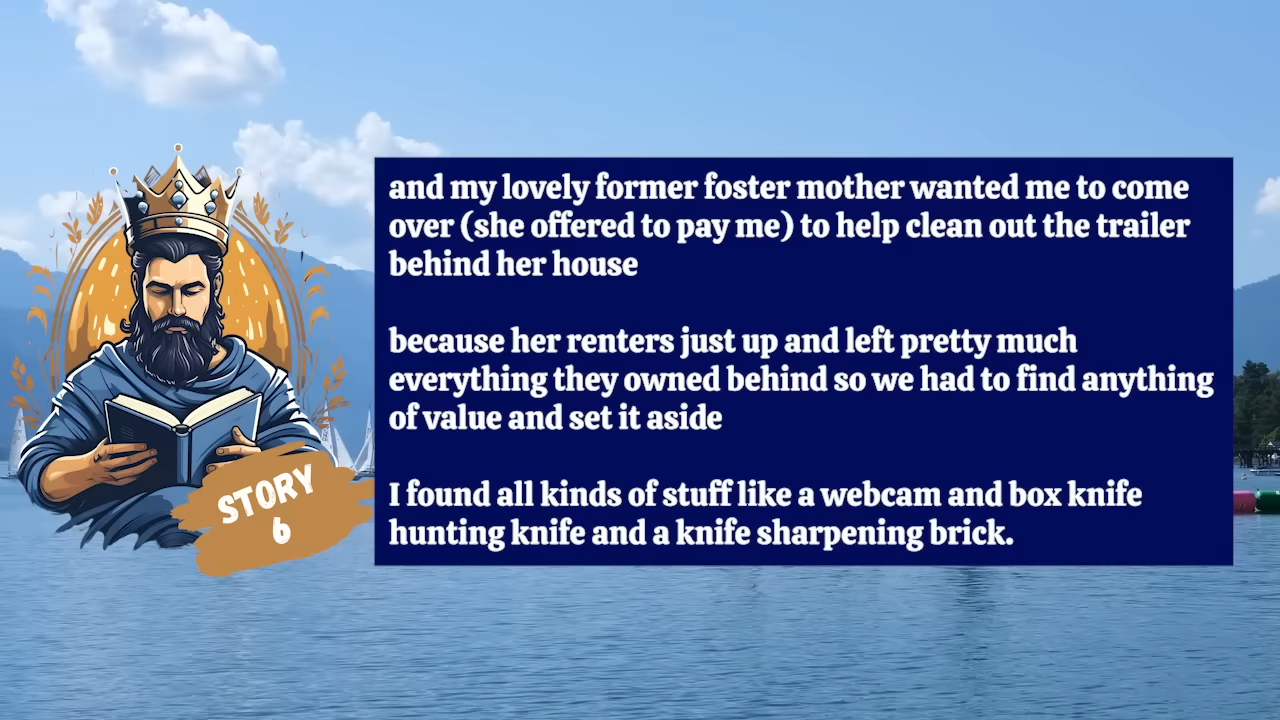 and my lovely former foster mother wanted me to come
over (she offered to pay me) to help clean out the trailer
behind her house
because her renters just up and left pretty much
everything they owned behind so we had to find anything
of value and set it aside
I found all kinds of stuff like a webcam and box knife
hunting knife and a knife sharpening brick.
STORY
6